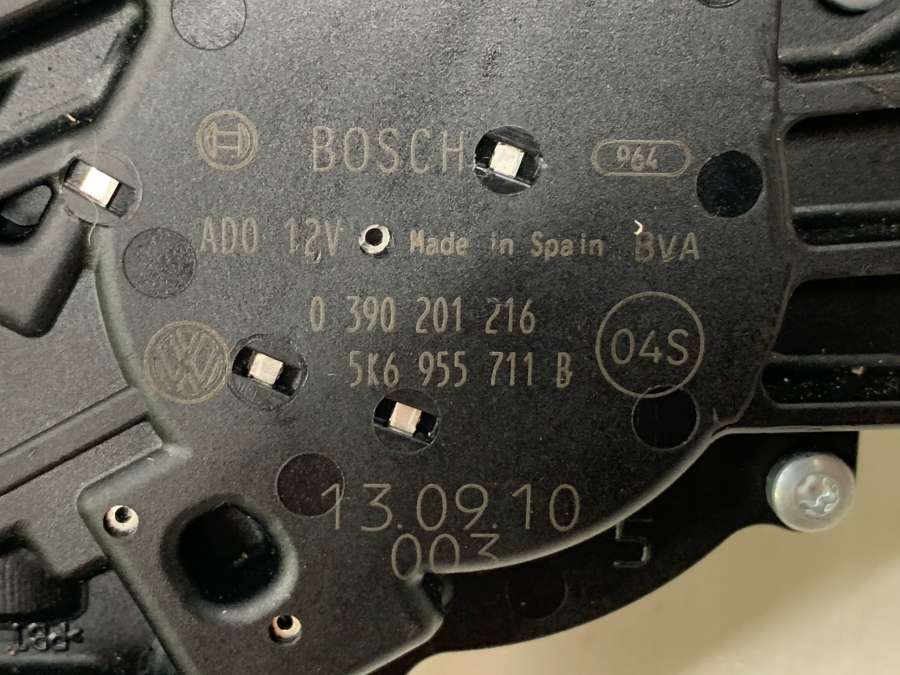 BOSCH 964
ADO 12V Made in Spain BVA
0 390 201 216
5K6 955 711 B 04S
13.09.10
003
5